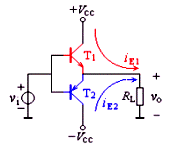 +VCC
T1
iE1
+
vi
−
T2
iE2
RL
+
vo
−
−VCC